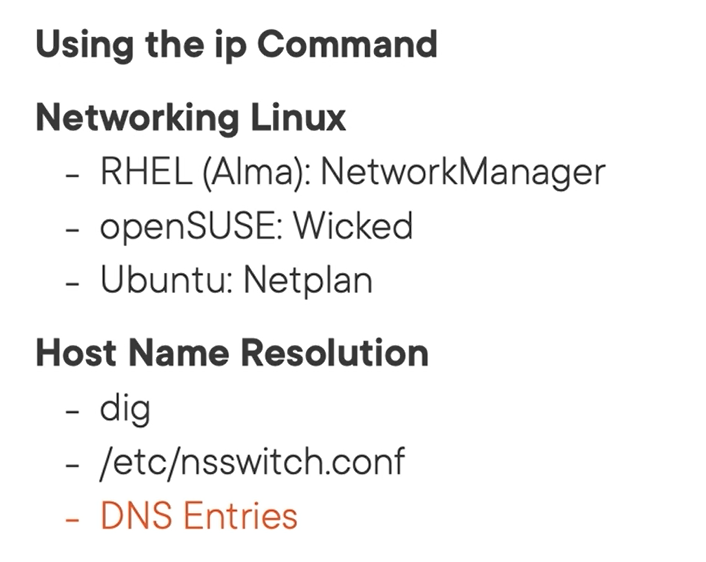 Using the ip Command
Networking Linux
- RHEL (Alma): NetworkManager
- openSUSE: Wicked
- Ubuntu: Netplan
Host Name Resolution
- dig
- /etc/nsswitch.conf
- DNS Entries